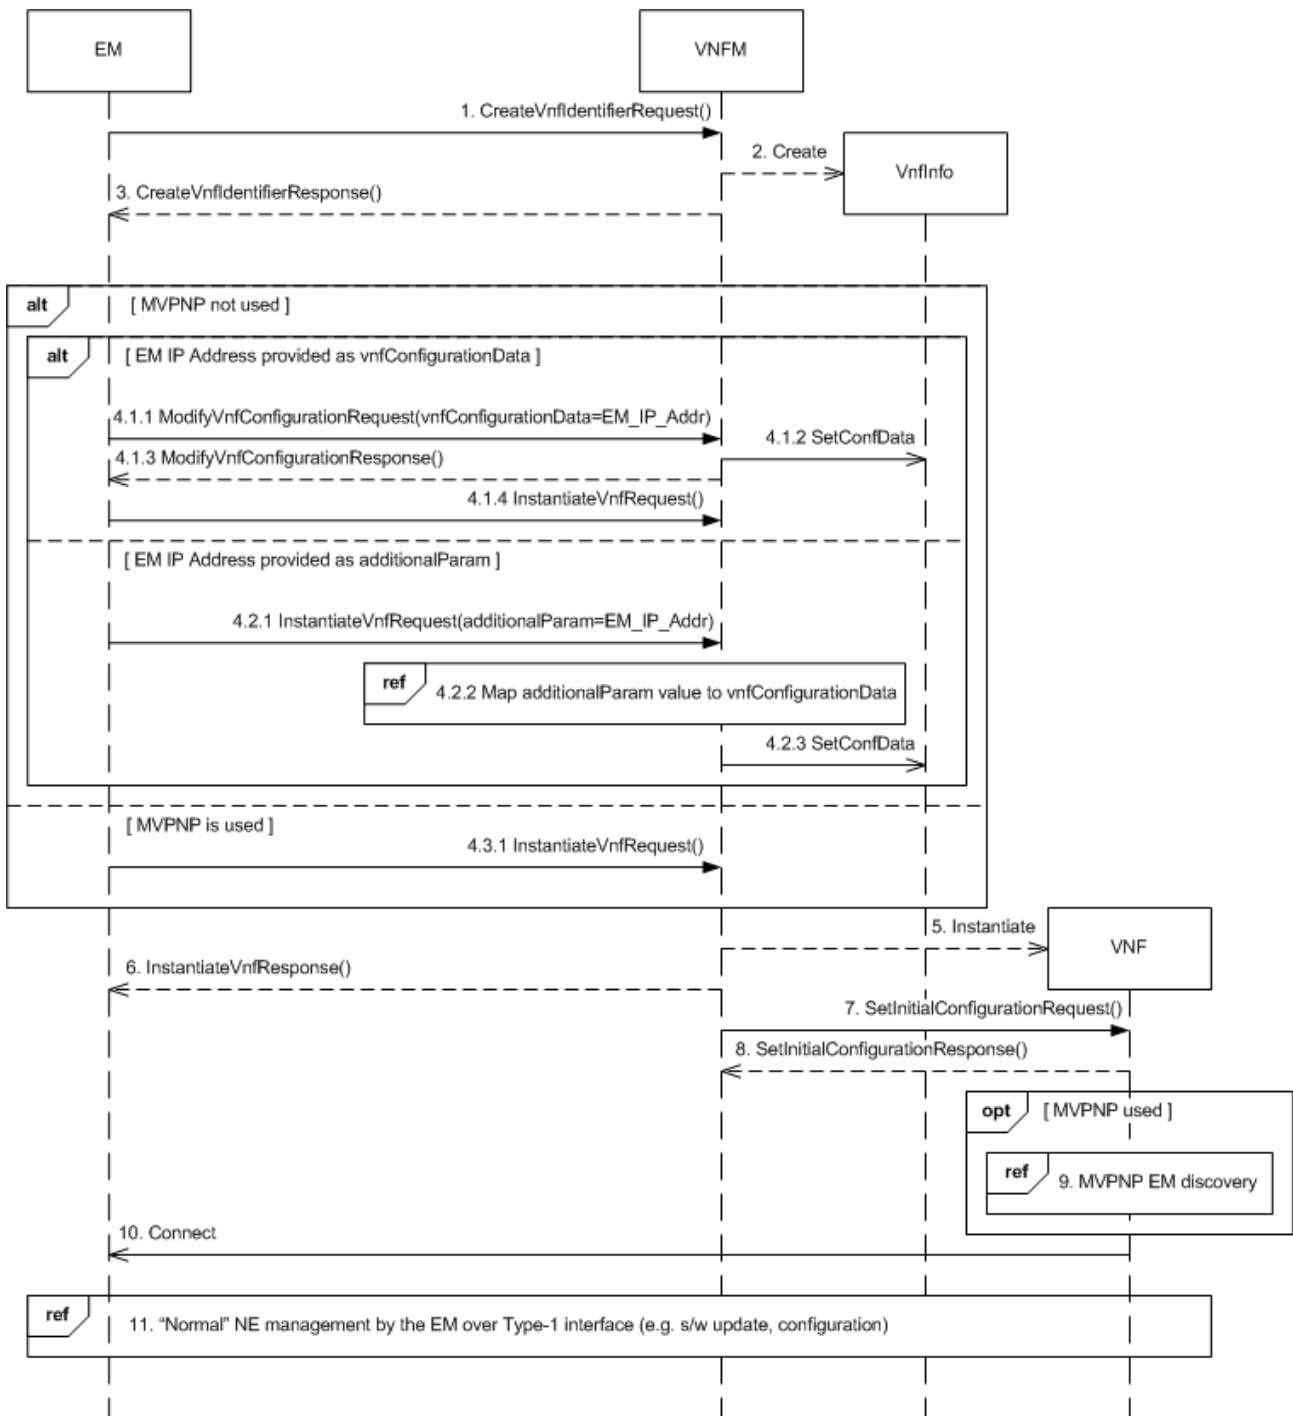 EM
VNFM
1. CreateVnfIdentifierRequest()
2. Create
VnfInfo
3. CreateVnfIdentifierResponse()
alt
[ MVPNP not used ]
alt
[ EM IP Address provided as vnfConfigurationData ]
4.1.1 ModifyVnfConfigurationRequest(vnfConfigurationData=EM_IP_Addr)
4.1.2 SetConfData
4.1.3 ModifyVnfConfigurationResponse()
4.1.4 InstantiateVnfRequest()
[ EM IP Address provided as additionalParam ]
4.2.1 InstantiateVnfRequest(additionalParam=EM_IP_Addr)
ref
4.2.2 Map additionalParam value to vnfConfigurationData
4.2.3 SetConfData
[ MVPNP is used ]
4.3.1 InstantiateVnfRequest()
5. Instantiate
VNF
6. InstantiateVnfResponse()
7. SetInitialConfigurationRequest()
8. SetInitialConfigurationResponse()
opt
[ MVPNP used ]
ref
9. MVPNP EM discovery
10. Connect
ref
11. “Normal” NE management by the EM over Type-1 interface (e.g. s/w update, configuration)